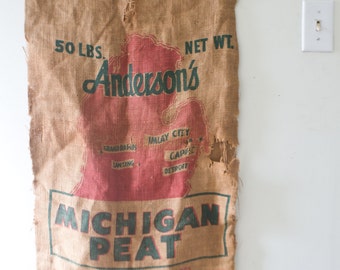 50 LBS. NET WT.
Anderson's
IMLAY CITY
CAPAC
MICHIGAN
PEAT